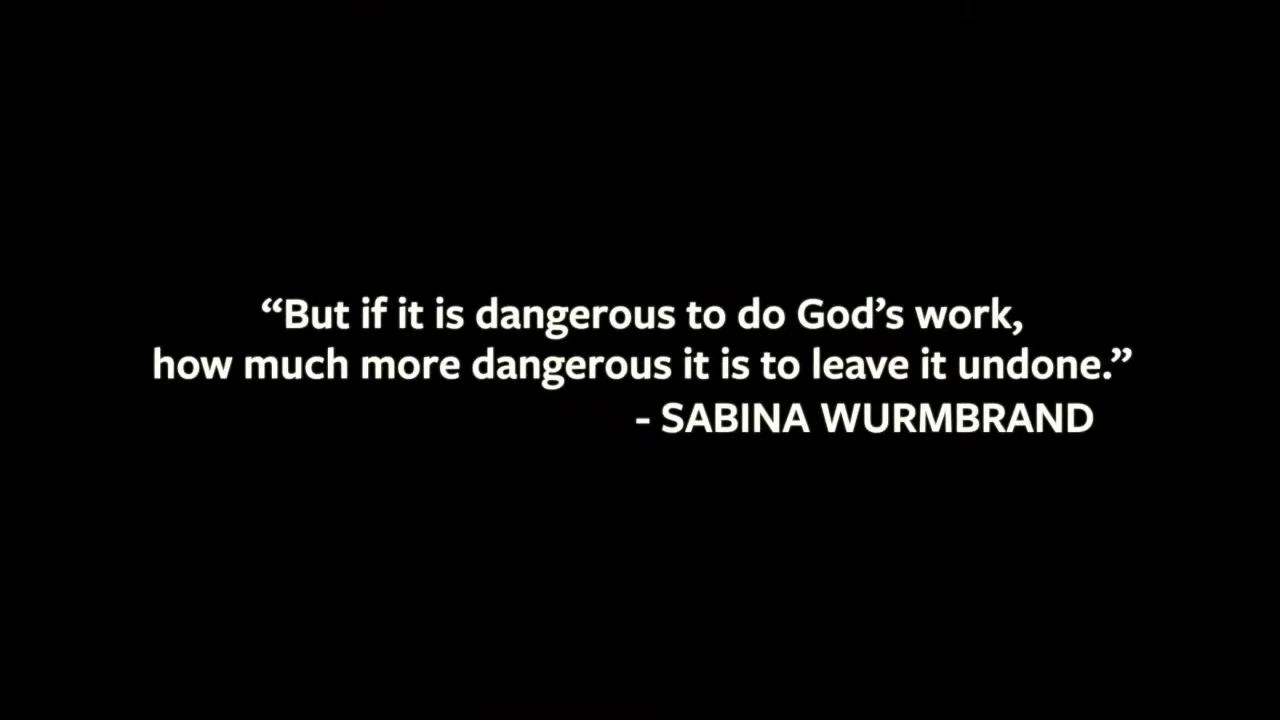 “But if it is dangerous to do God’s work,
how much more dangerous it is to leave it undone.”
- SABINA WURMBRAND